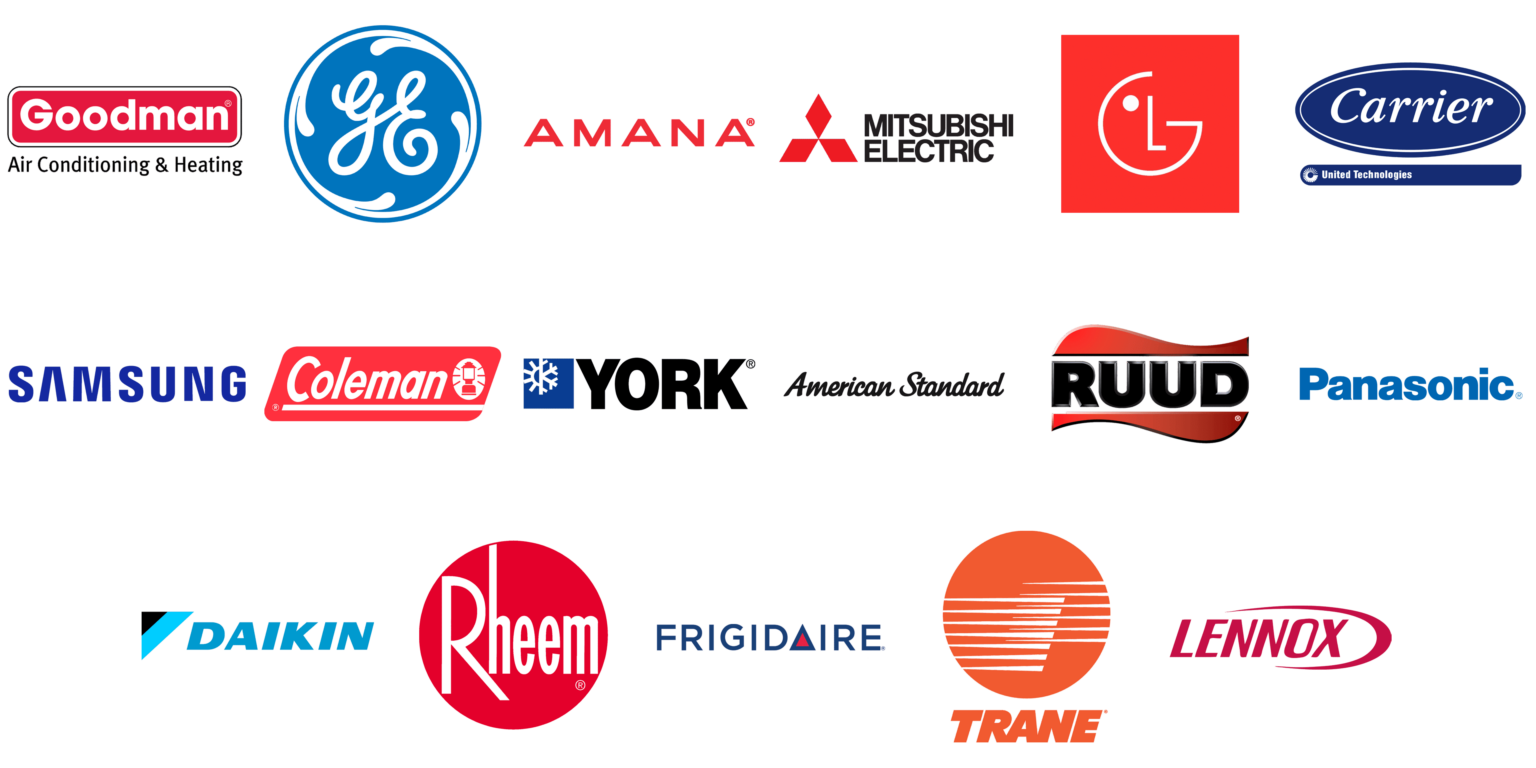 Goodman®
Air Conditioning & Heating
GE
AMANA®
MITSUBISHI
ELECTRIC
LG
Carrier
United Technologies
SAMSUNG
Coleman
®
YORK®
American Standard
RUUD
®
Panasonic®
DAIKIN
Rheem
®
FRIGIDAIRE®
TRANE®
LENNOX